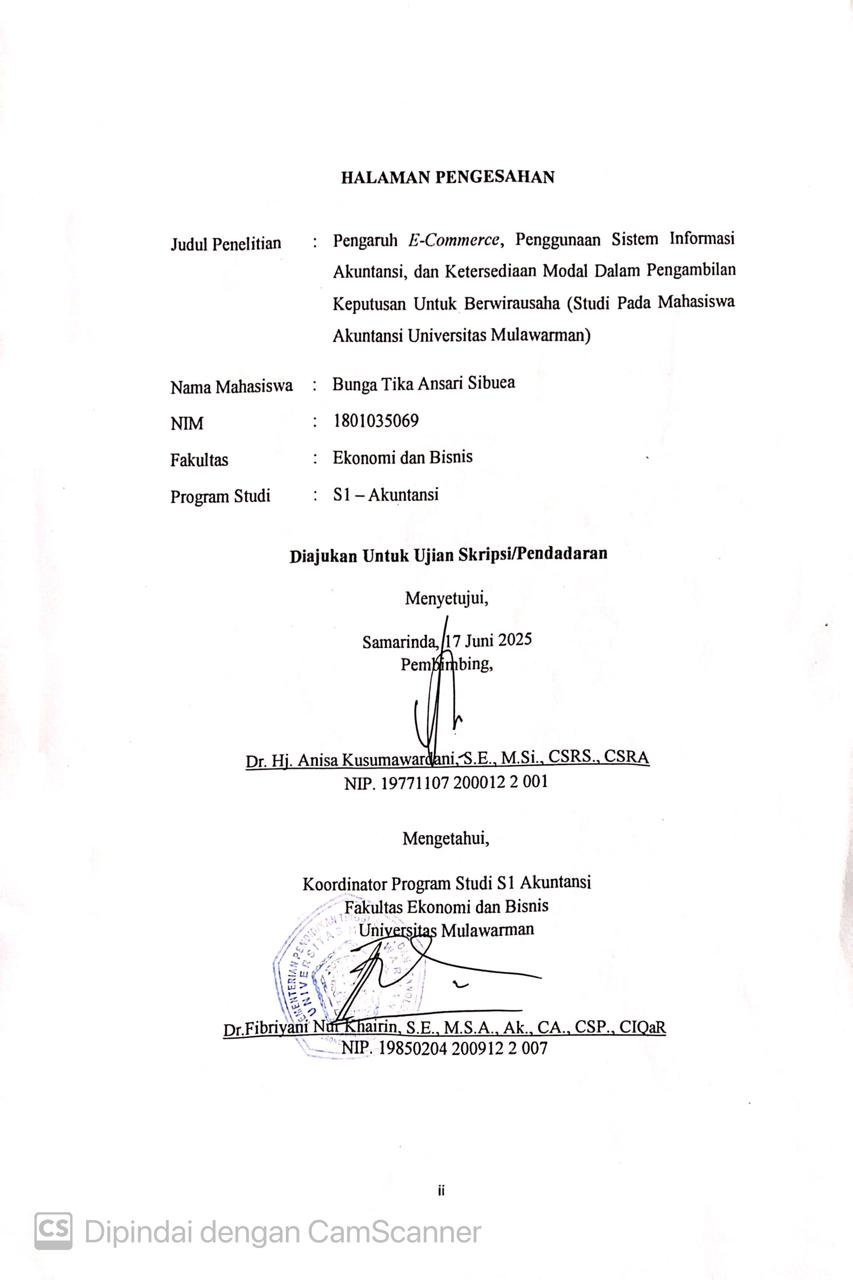 HALAMAN PENGESAHAN
Judul Penelitian : Pengaruh E-Commerce, Penggunaan Sistem Informasi
Akuntansi, dan Ketersediaan Modal Dalam Pengambilan
Keputusan Untuk Berwirausaha (Studi Pada Mahasiswa
Akuntansi Universitas Mulawarman)
Nama Mahasiswa : Bunga Tika Ansari Sibuea
NIM : 1801035069
Fakultas : Ekonomi dan Bisnis
Program Studi : S1 – Akuntansi
Diajukan Untuk Ujian Skripsi/Pendadaran
Menyetujui,
Samarinda, 17 Juni 2025
Pembimbing,
Dr. Hj. Anisa Kusumawardani, S.E., M.Si., CSRS., CSRA
NIP. 19771107 200012 2 001
Mengetahui,
Koordinator Program Studi S1 Akuntansi
Fakultas Ekonomi dan Bisnis
Universitas Mulawarman
KEMENTERIAN PENDIDIKAN TINGGI
UNIVERSITAS
Dr.Fibriyani Nur Khairin, S.E., M.S.A., Ak., CA., CSP., CIQaR
NIP. 19850204 200912 2 007
ii
CS Dipindai dengan CamScanner